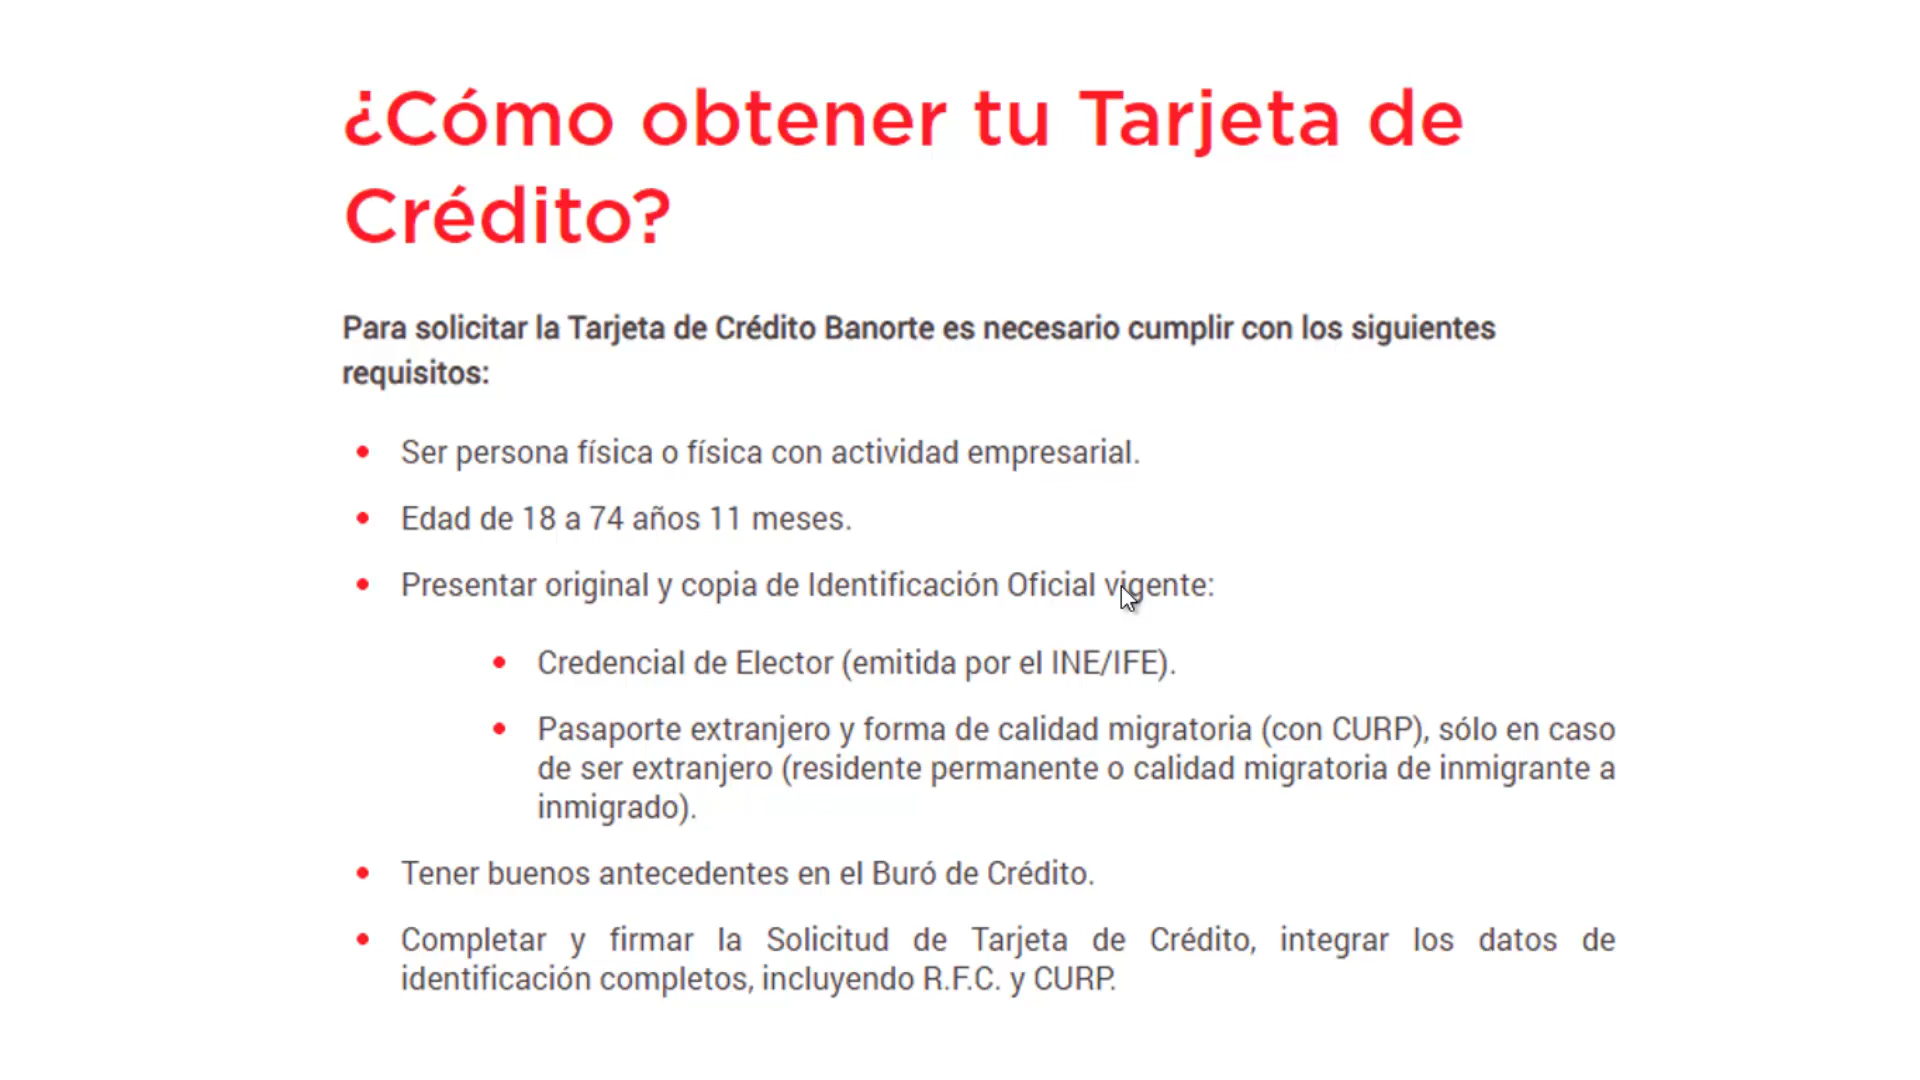 ¿Cómo obtener tu Tarjeta de
Crédito?
Para solicitar la Tarjeta de Crédito Banorte es necesario cumplir con los siguientes
requisitos:
Ser persona física o física con actividad empresarial.
Edad de 18 a 74 años 11 meses.
Presentar original y copia de Identificación Oficial vigente:
Credencial de Elector (emitida por el INE/IFE).
Pasaporte extranjero y forma de calidad migratoria (con CURP), sólo en caso
de ser extranjero (residente permanente o calidad migratoria de inmigrante a
inmigrado).
Tener buenos antecedentes en el Buró de Crédito.
Completar y firmar la Solicitud de Tarjeta de Crédito, integrar los datos de
identificación completos, incluyendo R.F.C. y CURP.